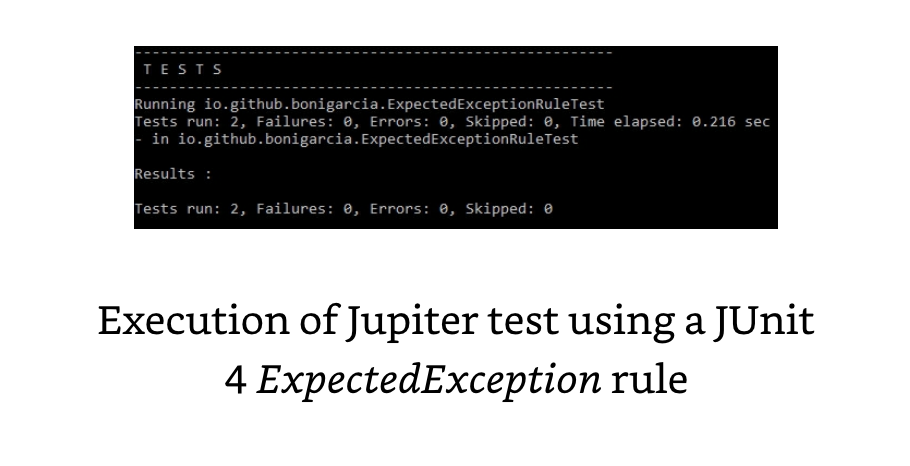 -------------------------------------------------------
T E S T S
-------------------------------------------------------
Running io.github.bonigarcia.ExpectedExceptionRuleTest
Tests run: 2, Failures: 0, Errors: 0, Skipped: 0, Time elapsed: 0.216 sec
- in io.github.bonigarcia.ExpectedExceptionRuleTest
Results :
Tests run: 2, Failures: 0, Errors: 0, Skipped: 0
Execution of Jupiter test using a JUnit
4 ExpectedException rule